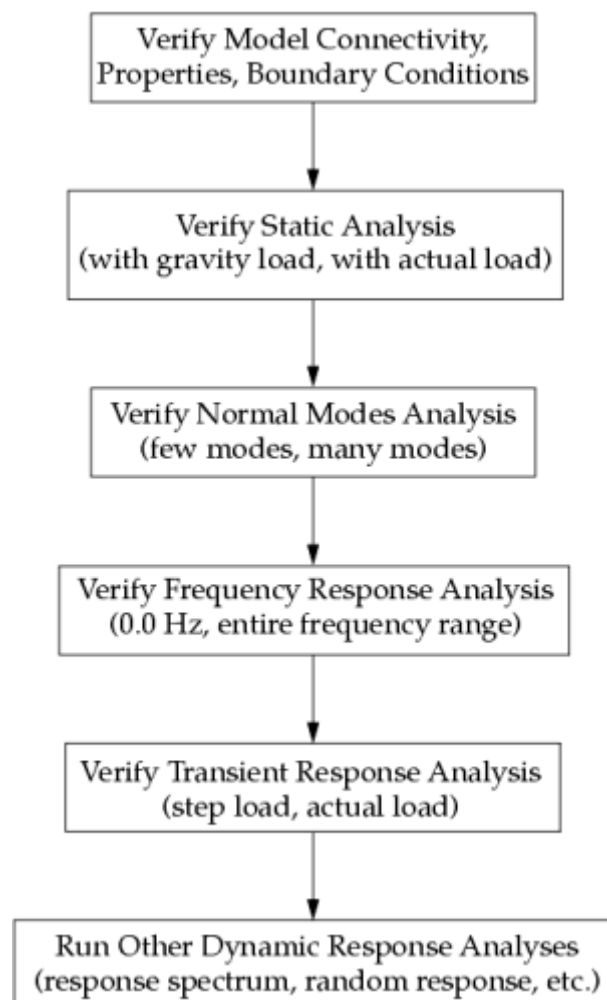 Verify Model Connectivity,
Properties, Boundary Conditions
Verify Static Analysis
(with gravity load, with actual load)
Verify Normal Modes Analysis
(few modes, many modes)
Verify Frequency Response Analysis
(0.0 Hz, entire frequency range)
Verify Transient Response Analysis
(step load, actual load)
Run Other Dynamic Response Analyses
(response spectrum, random response, etc.)